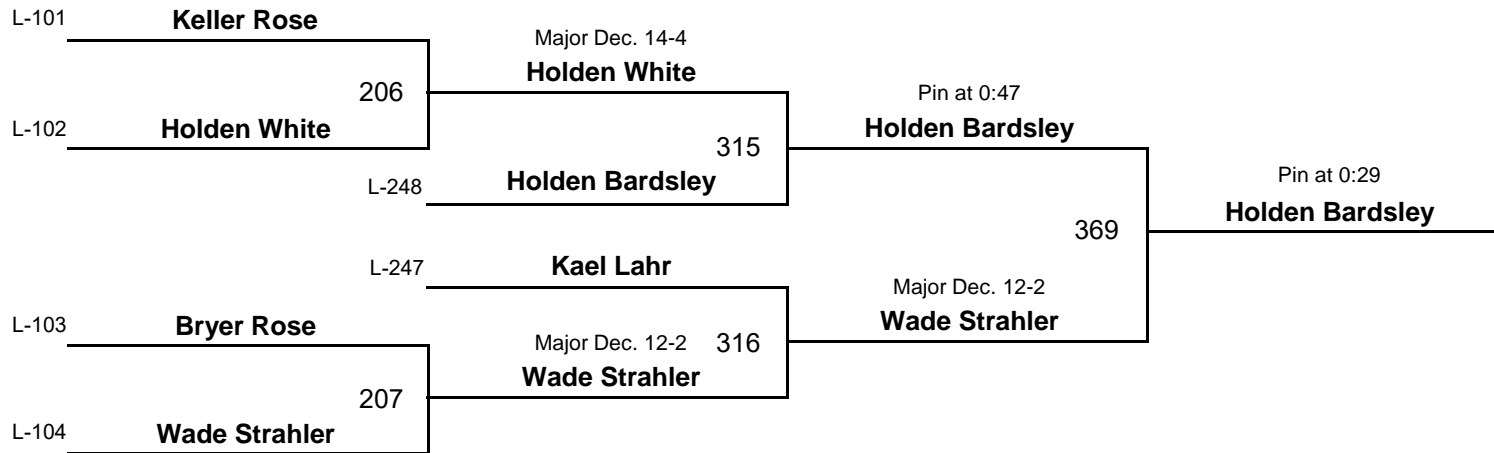 L-101
Keller Rose
Major Dec. 14-4
Holden White
206
Pin at 0:47
L-102
Holden White
Holden Bardsley
315
L-248
Holden Bardsley
Pin at 0:29
Holden Bardsley
369
L-247
Kael Lahr
Major Dec. 12-2
Wade Strahler
L-103
Bryer Rose
Major Dec. 12-2
316
Wade Strahler
207
L-104
Wade Strahler